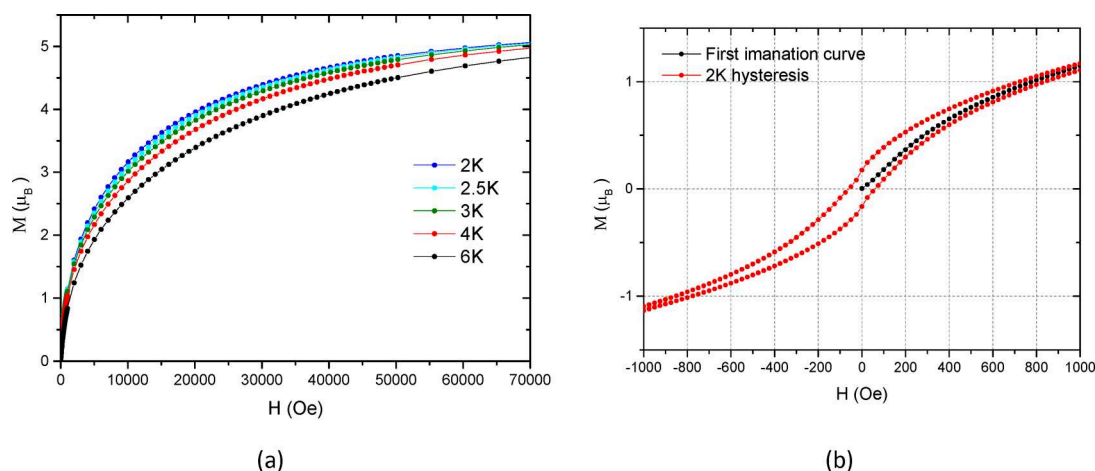 5
4
3
2
1
0
M (μB)
2K
2.5K
3K
4K
6K
0 10000 20000 30000 40000 50000 60000 70000
H (Oe)
(a)
1
0
-1
M (μB)
First imanation curve
2K hysteresis
-1000 -800 -600 -400 -200 0 200 400 600 800 1000
H (Oe)
(b)